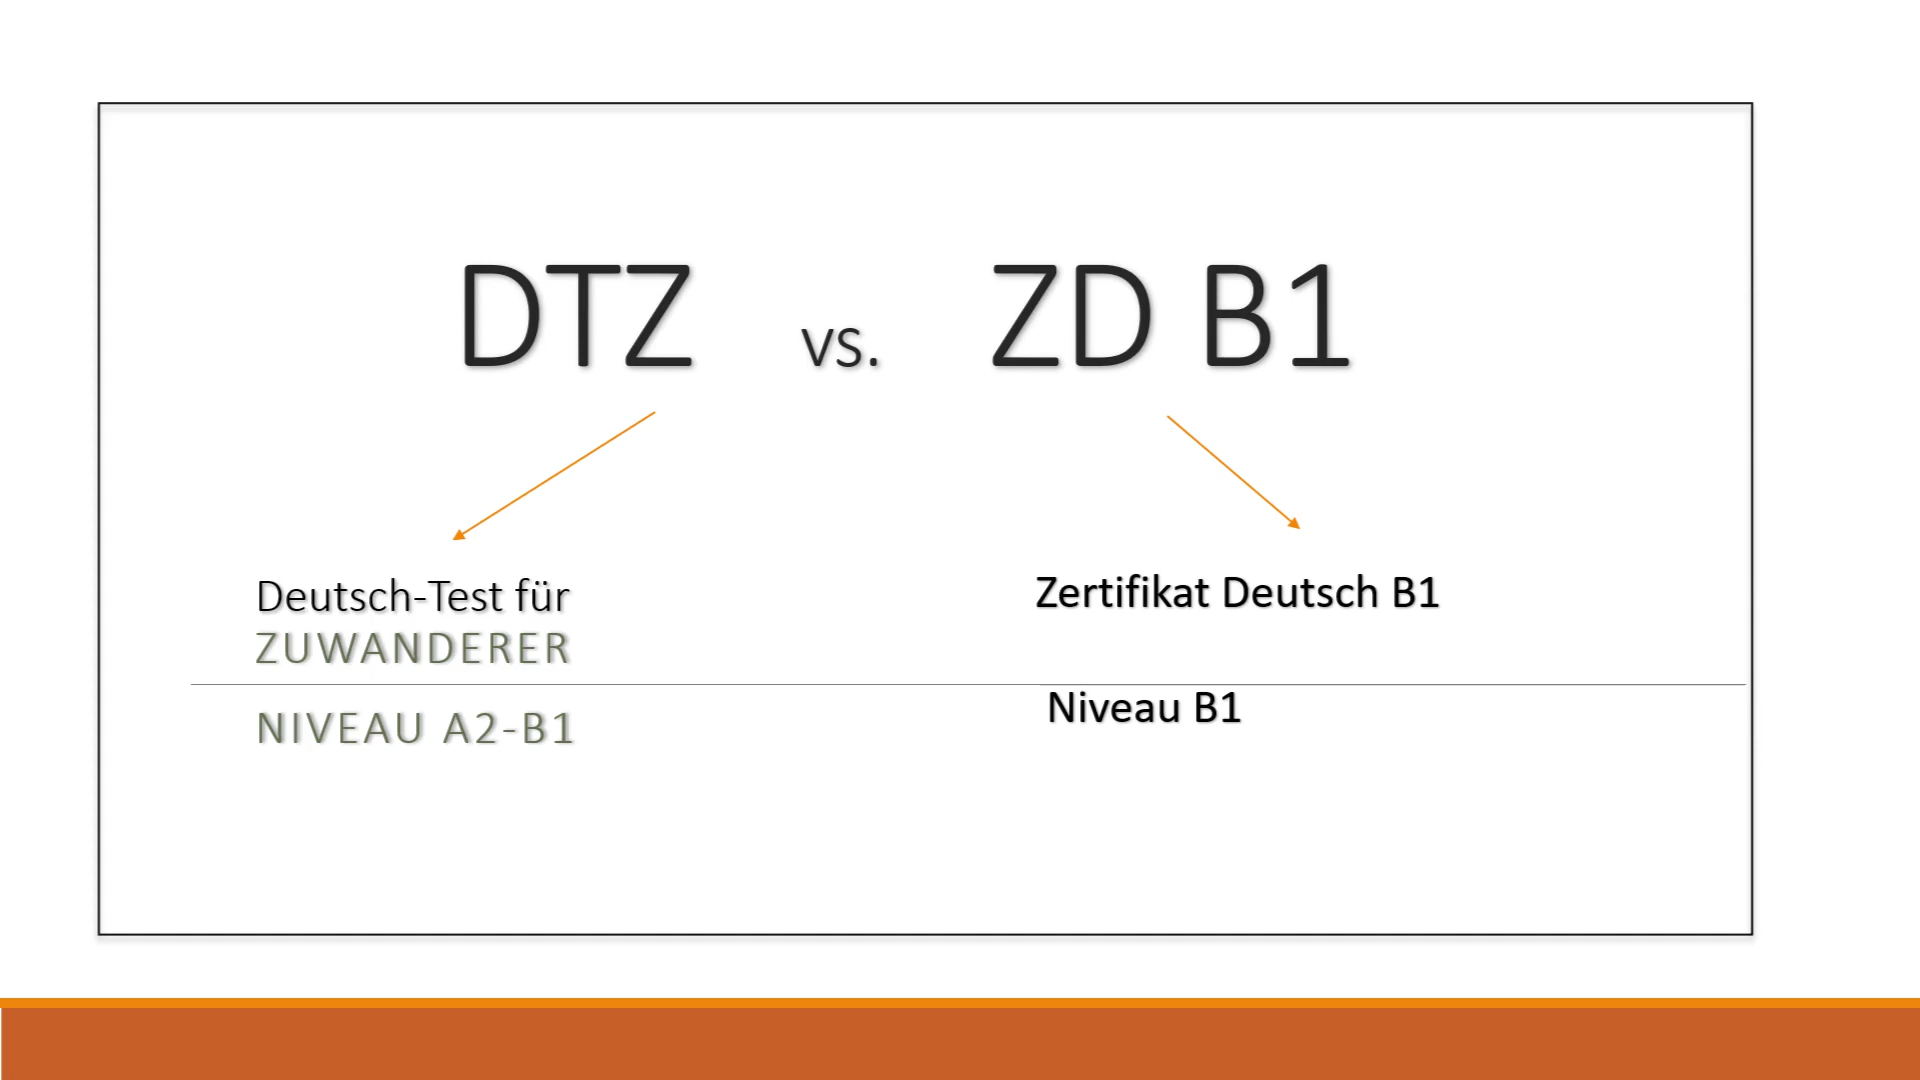 DTZ vs. ZD B1
Deutsch-Test für
ZUWANDERER
NIVEAU A2-B1
Zertifikat Deutsch B1
Niveau B1